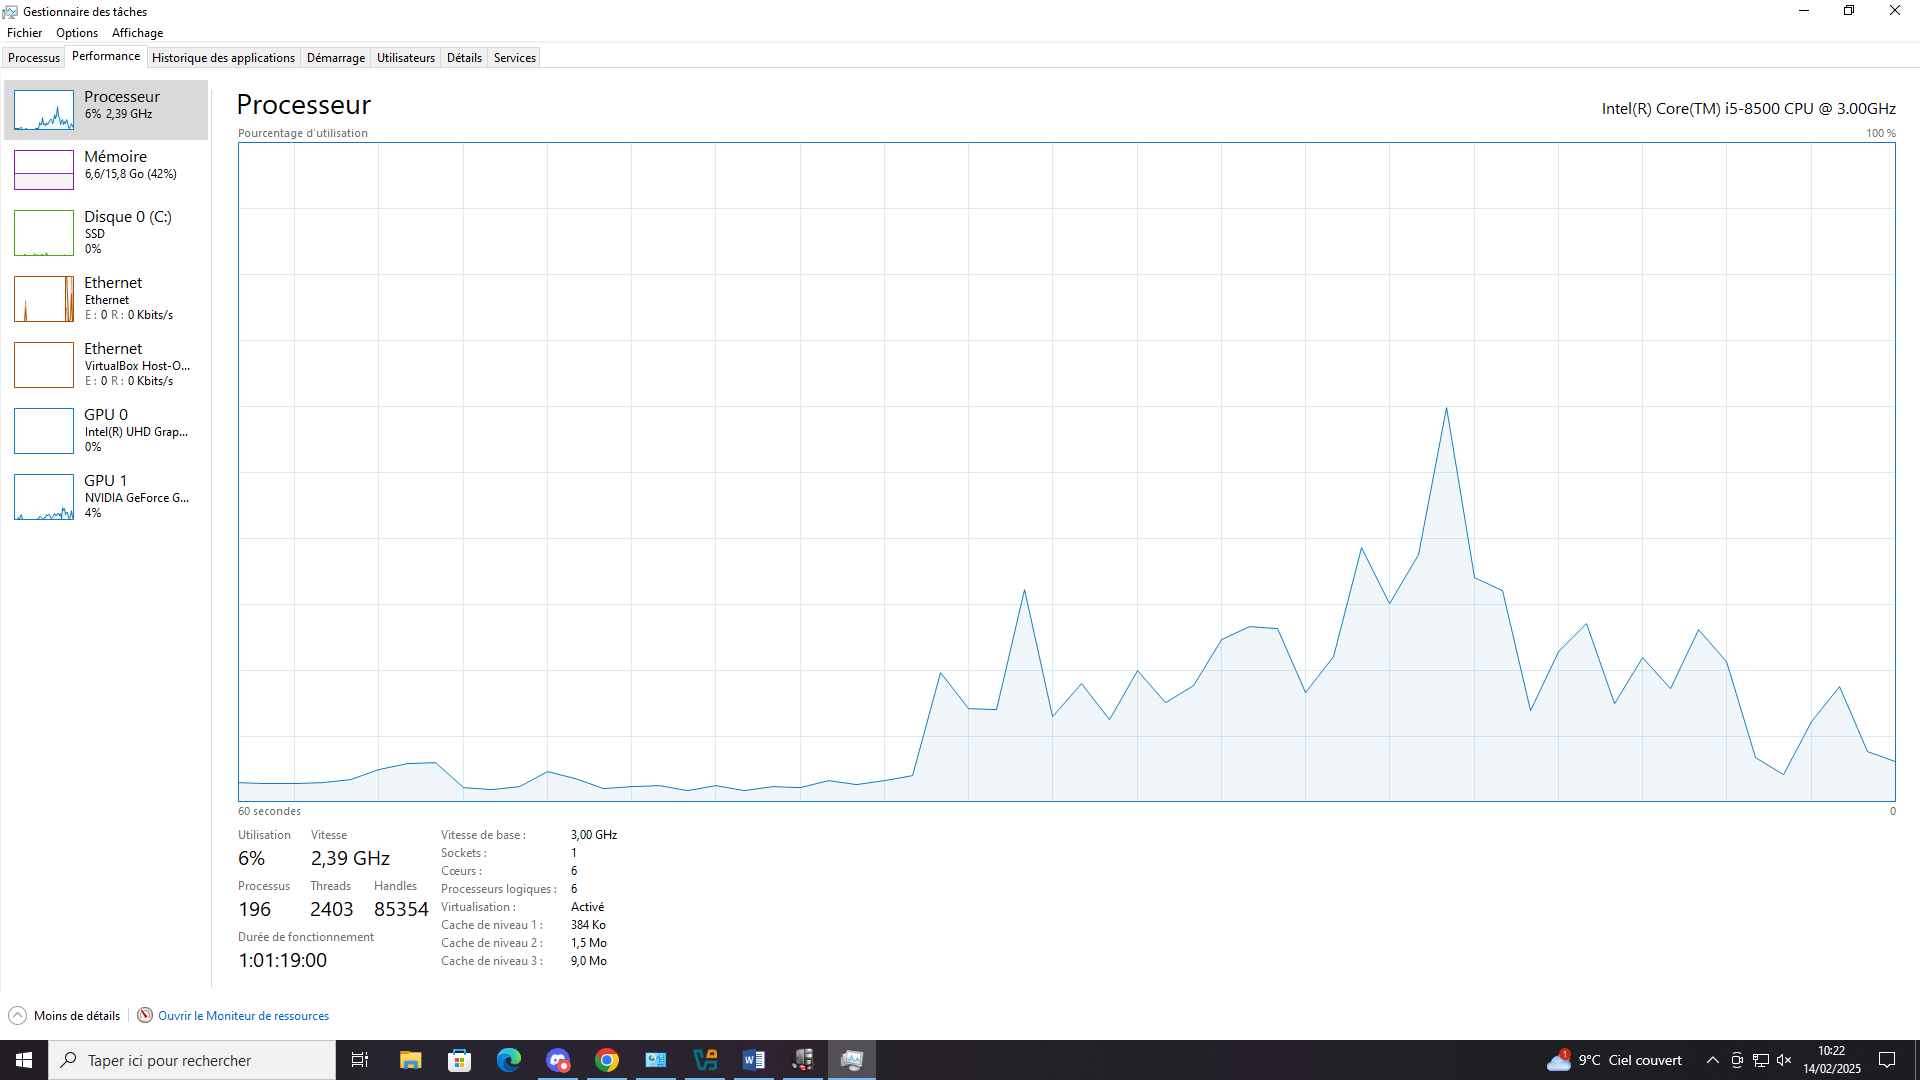 Gestionnaire des tâches
Fichier Options Affichage
Processus Performance Historique des applications Démarrage Utilisateurs Détails Services
Processeur
6% 2,39 GHz
Mémoire
6,6/15,8 Go (42%)
Disque 0 (C:)
SSD
0%
Ethernet
Ethernet
E : 0 R : 0 Kbits/s
Ethernet
VirtualBox Host-O...
E : 0 R : 0 Kbits/s
GPU 0
Intel(R) UHD Grap...
0%
GPU 1
NVIDIA GeForce G...
4%
Processeur Intel(R) Core(TM) i5-8500 CPU @ 3.00GHz
Pourcentage d'utilisation 100 %
60 secondes 0
Utilisation Vitesse
6% 2,39 GHz
Processus Threads Handles
196 2403 85354
Durée de fonctionnement
1:01:19:00
Vitesse de base : 3,00 GHz
Sockets : 1
Cœurs : 6
Processeurs logiques : 6
Virtualisation : Activé
Cache de niveau 1 : 384 Ko
Cache de niveau 2 : 1,5 Mo
Cache de niveau 3 : 9,0 Mo
Moins de détails Ouvrir le Moniteur de ressources
Taper ici pour rechercher
1 9°C Ciel couvert
10:22
14/02/2025